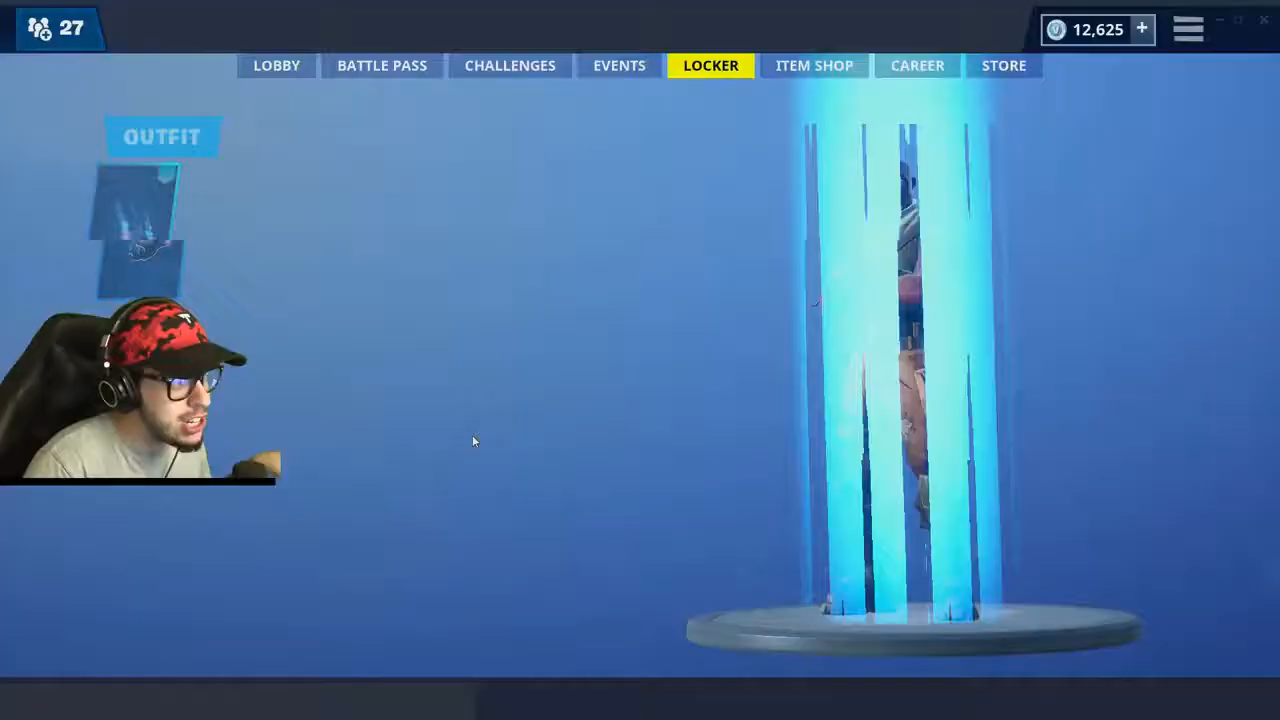 27
12,625 +
LOBBY BATTLE PASS CHALLENGES EVENTS LOCKER ITEM SHOP CAREER STORE
OUTFIT